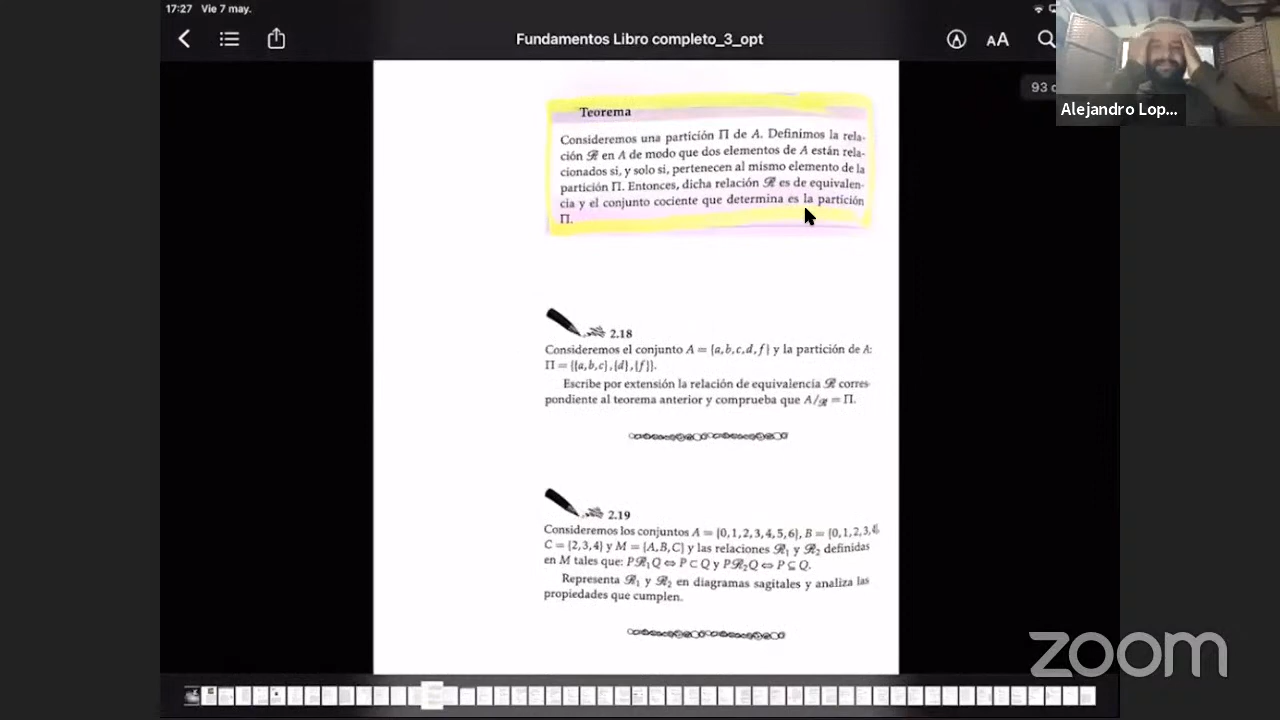 17:27 Vie 7 may.
Fundamentos Libro completo_3_opt
AA
93
Alejandro Lop...
Teorema
Consideremos una partición Π de A. Definimos la rela-
ción ℛ en A de modo que dos elementos de A están rela-
cionados si, y solo si, pertenecen al mismo elemento de la
partición Π. Entonces, dicha relación ℛ es de equivalen-
cia y el conjunto cociente que determina es la partición
Π.
2.18
Consideremos el conjunto A = {a,b,c,d,f} y la partición de A:
Π = {{a,b,c},{d},{f}}.
Escribe por extensión la relación de equivalencia ℛ corres-
pondiente al teorema anterior y comprueba que A/ℛ = Π.
2.19
Consideremos los conjuntos A = {0,1,2,3,4,5,6}, B = {0,1,2,3,4
C = {2,3,4} y M = {A,B,C} y las relaciones ℛ₁ y ℛ₂ definidas
en M tales que: Pℛ₁Q ⇔ P ⊂ Q y Pℛ₂Q ⇔ P ⊆ Q.
Representa ℛ₁ y ℛ₂ en diagramas sagitales y analiza las
propiedades que cumplen.
zoom